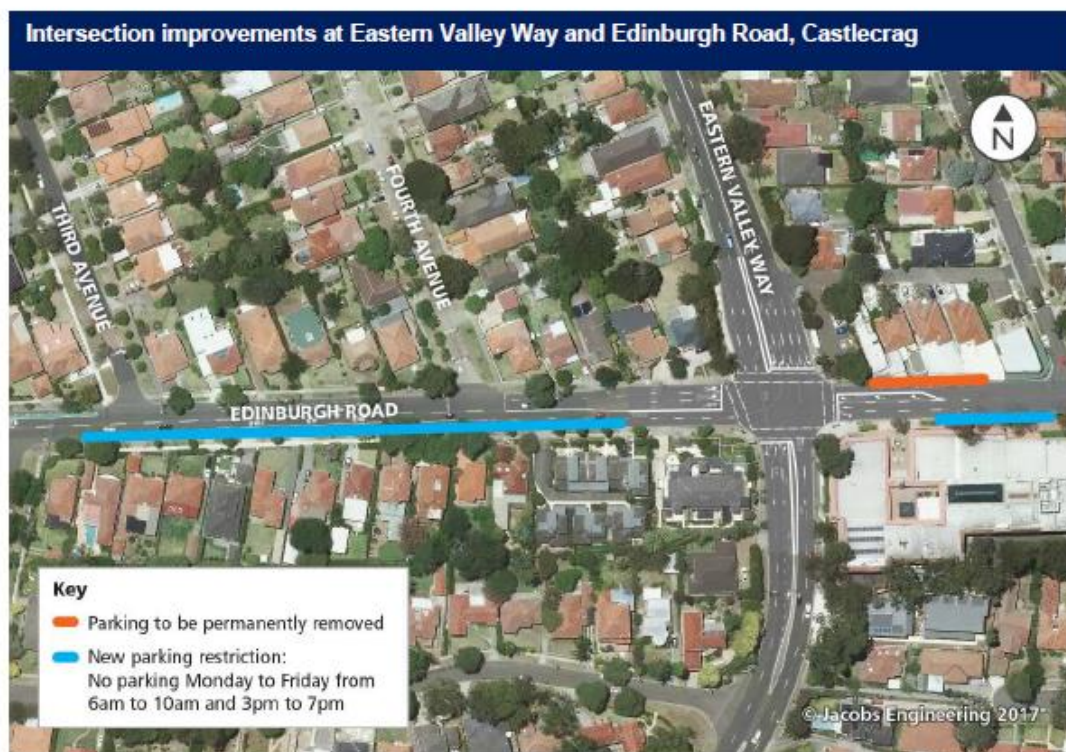 Intersection improvements at Eastern Valley Way and Edinburgh Road, Castlecrag
N
EASTERN VALLEY WAY
THIRD AVENUE
FOURTH AVENUE
EDINBURGH ROAD
Key
Parking to be permanently removed
New parking restriction:
No parking Monday to Friday from
6am to 10am and 3pm to 7pm
© Jacobs Engineering 2017